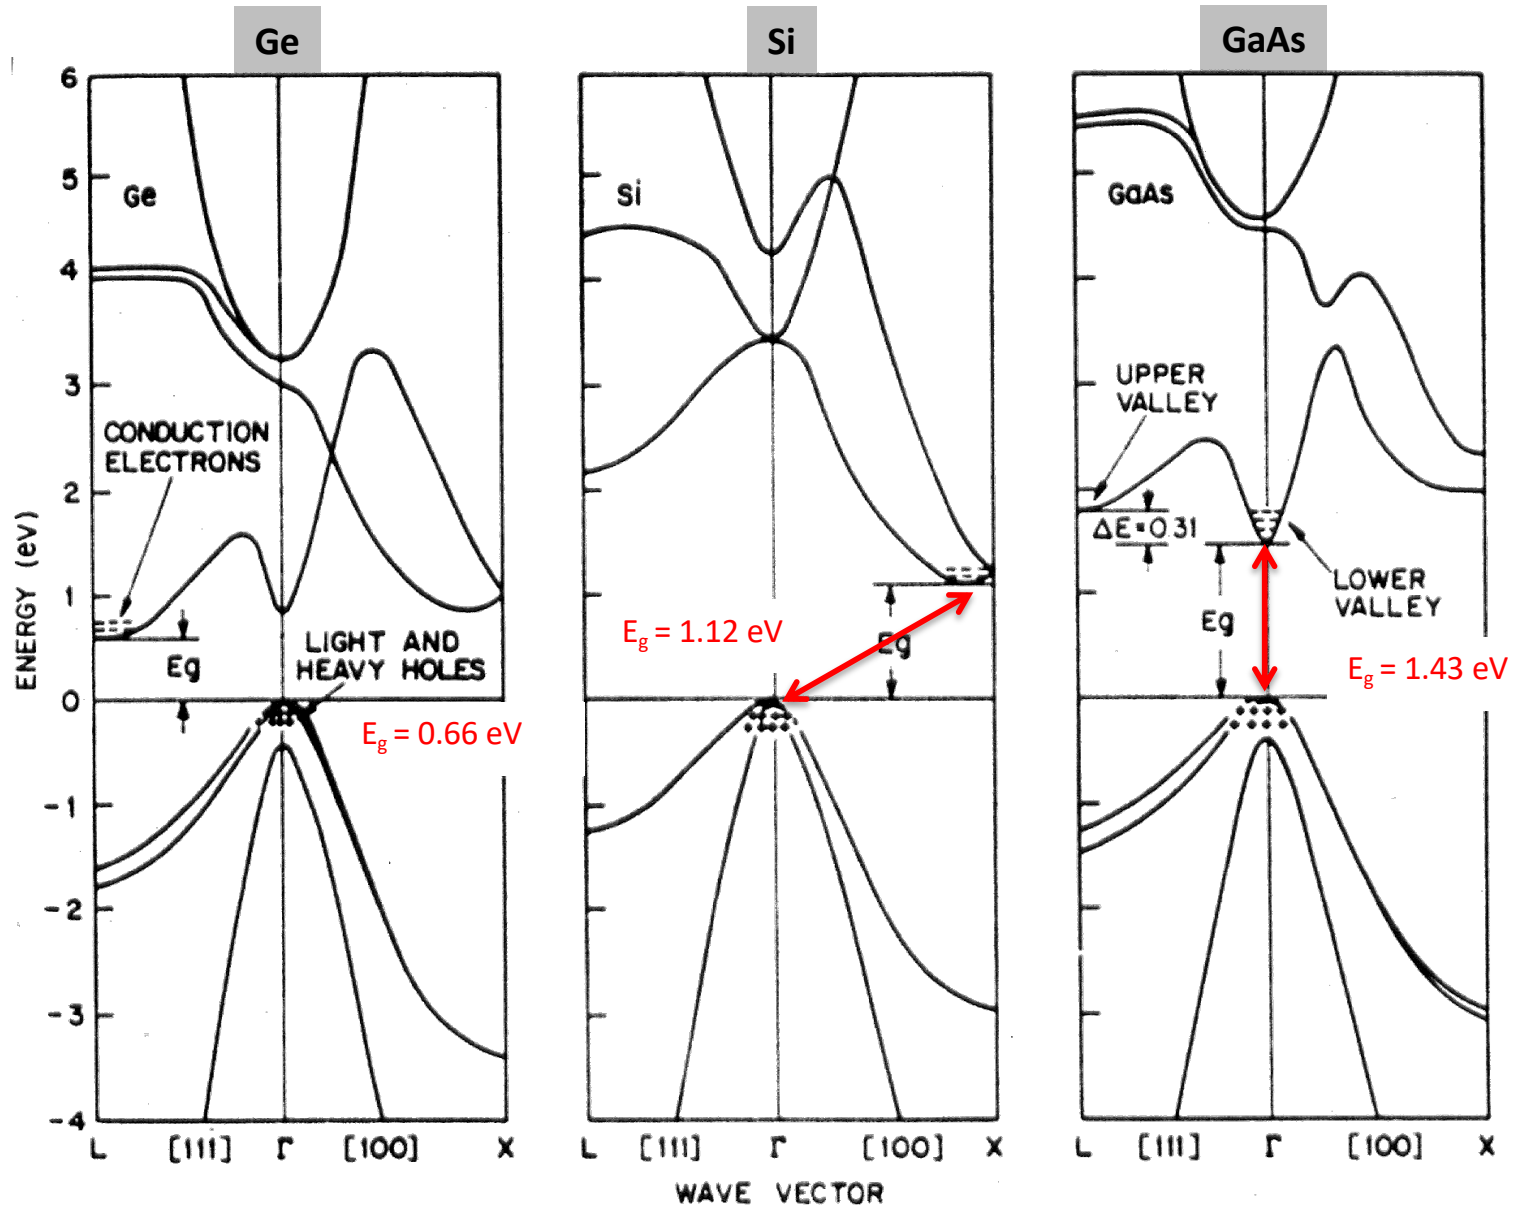 Ge
Si
GaAs
6
5
4
3
2
1
0
-1
-2
-3
-4
ENERGY (eV)
Ge
CONDUCTION
ELECTRONS
Eg
LIGHT AND
HEAVY HOLES
Eg = 0.66 eV
L [111] Γ [100] X
Si
Eg = 1.12 eV
Eg
L [111] Γ [100] X
GaAs
UPPER
VALLEY
ΔE=0.31
Eg
LOWER
VALLEY
Eg = 1.43 eV
L [111] Γ [100] X
WAVE VECTOR